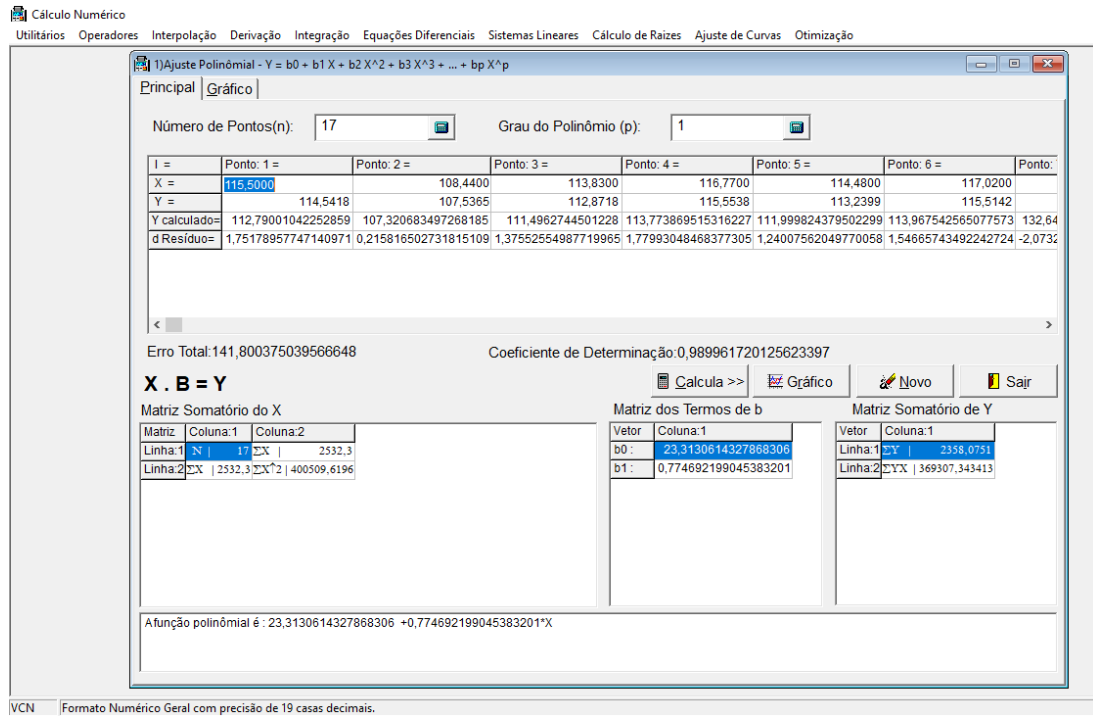 Cálculo Numérico
Utilitários Operadores Interpolação Derivação Integração Equações Diferenciais Sistemas Lineares Cálculo de Raizes Ajuste de Curvas Otimização
1)Ajuste Polinômial - Y = b0 + b1 X + b2 X^2 + b3 X^3 + ... + bp X^p
Principal Gráfico
Número de Pontos(n): 17 Grau do Polinômio (p): 1
I = Ponto: 1 = Ponto: 2 = Ponto: 3 = Ponto: 4 = Ponto: 5 = Ponto: 6 = Ponto:
X = 115,5000 108,4400 113,8300 116,7700 114,4800 117,0200
Y = 114,5418 107,5365 112,8718 115,5538 113,2399 115,5142
Y calculado= 112,79001042252859 107,320683497268185 111,4962744501228 113,773869515316227 111,999824379502299 113,967542565077573 132,64
d Resíduo= 1,75178957747140971 0,215816502731815109 1,37552554987719965 1,77993048468377305 1,24007562049770058 1,54665743492242724 -2,0732
Erro Total:141,800375039566648 Coeficiente de Determinação:0,989961720125623397
X . B = Y Calcula >> Gráfico Novo Sair
Matriz Somatório do X Matriz dos Termos de b Matriz Somatório de Y
Matriz Coluna:1 Coluna:2 Vetor Coluna:1 Vetor Coluna:1
Linha:1 N | 17 ΣX | 2532,3 b0 : 23,3130614327868306 Linha:1 ΣY | 2358,0751
Linha:2 ΣX | 2532,3 ΣX^2 | 400509,6196 b1 : 0,774692199045383201 Linha:2 ΣYX | 369307,343413
A função polinômial é : 23,3130614327868306 +0,774692199045383201*X
VCN Formato Numérico Geral com precisão de 19 casas decimais.